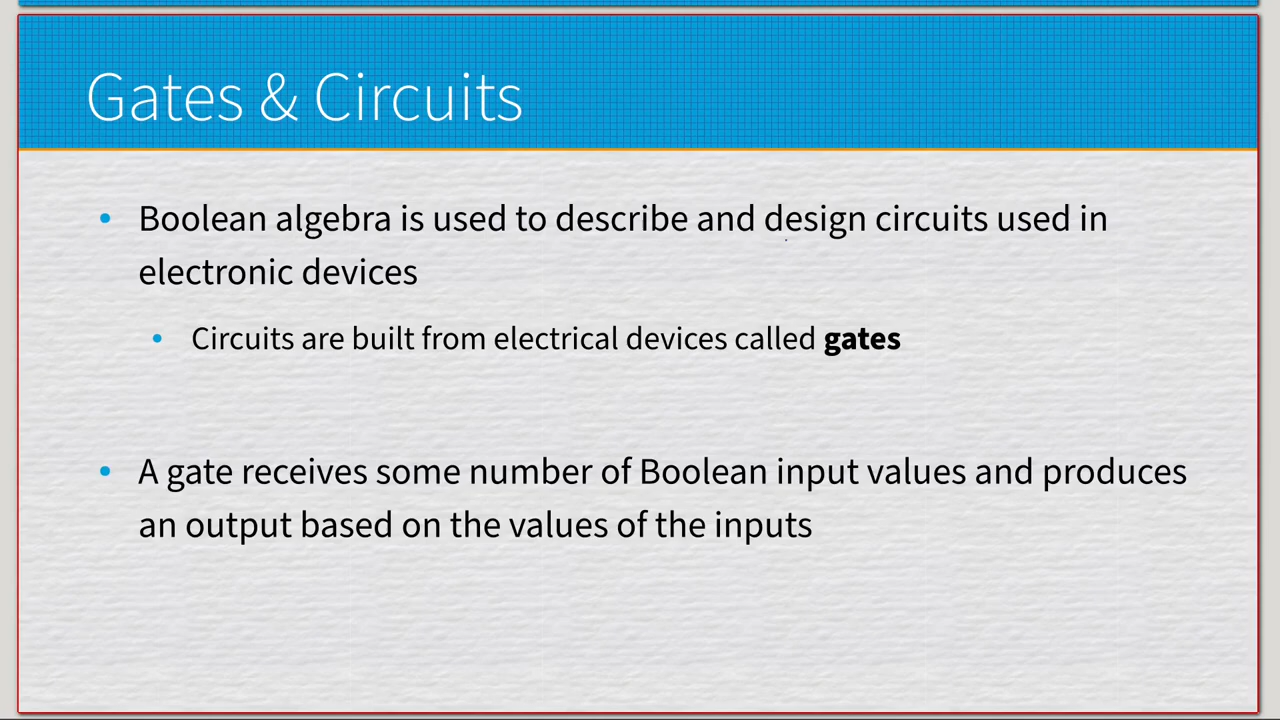 Gates & Circuits
• Boolean algebra is used to describe and design circuits used in
electronic devices
• Circuits are built from electrical devices called gates
• A gate receives some number of Boolean input values and produces
an output based on the values of the inputs